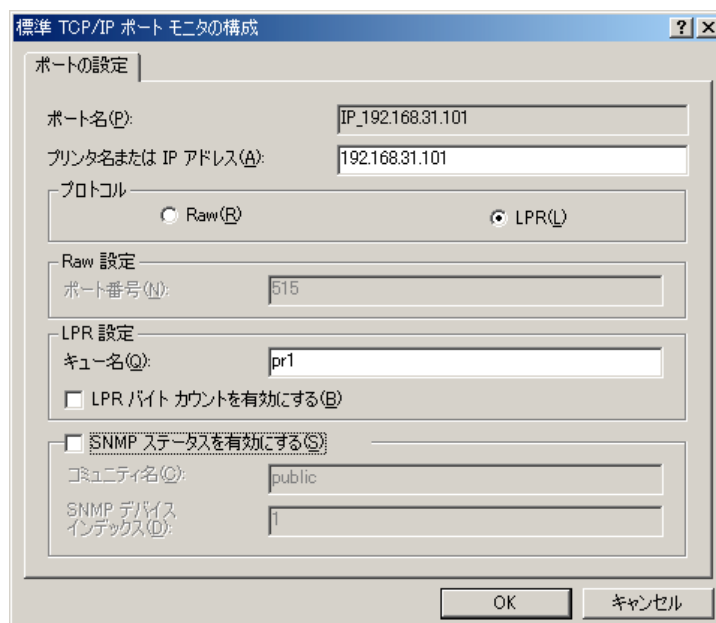 標準 TCP/IP ポート モニタの構成
ポートの設定
ポート名(P): IP_192.168.31.101
プリンタ名または IP アドレス(A): 192.168.31.101
プロトコル
Raw(R) LPR(L)
Raw 設定
ポート番号(N): 515
LPR 設定
キュー名(Q): pr1
LPR バイト カウントを有効にする(B)
SNMP ステータスを有効にする(S)
コミュニティ名(C): public
SNMP デバイス
インデックス(D): 1
OK キャンセル